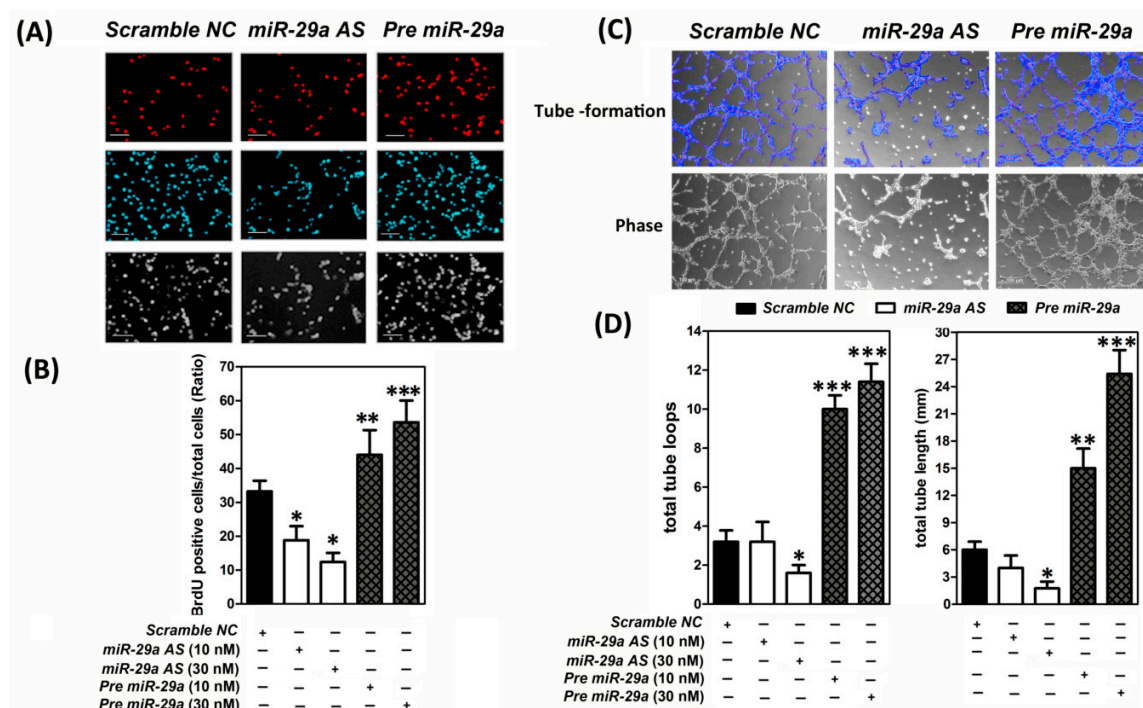 (A)
Scramble NC miR-29a AS Pre miR-29a
(C)
Scramble NC miR-29a AS Pre miR-29a
Tube -formation
Phase
(B)
BrdU positive cells/total cells (Ratio)
70
60
50
40
30
20
10
0
* * ** ***
Scramble NC + – – – –
miR-29a AS (10 nM) – + – – –
miR-29a AS (30 nM) – – + – –
Pre miR-29a (10 nM) – – – + –
Pre miR-29a (30 nM) – – – – +
(D)
Scramble NC miR-29a AS Pre miR-29a
total tube loops
14
12
10
8
6
4
2
0
* *** ***
total tube length (mm)
30
27
24
21
18
15
12
9
6
3
0
* ** ***
Scramble NC + – – – – + – – – –
miR-29a AS (10 nM) – + – – – – + – – –
miR-29a AS (30 nM) – – + – – – – + – –
Pre miR-29a (10 nM) – – – + – – – – + –
Pre miR-29a (30 nM) – – – – + – – – – +